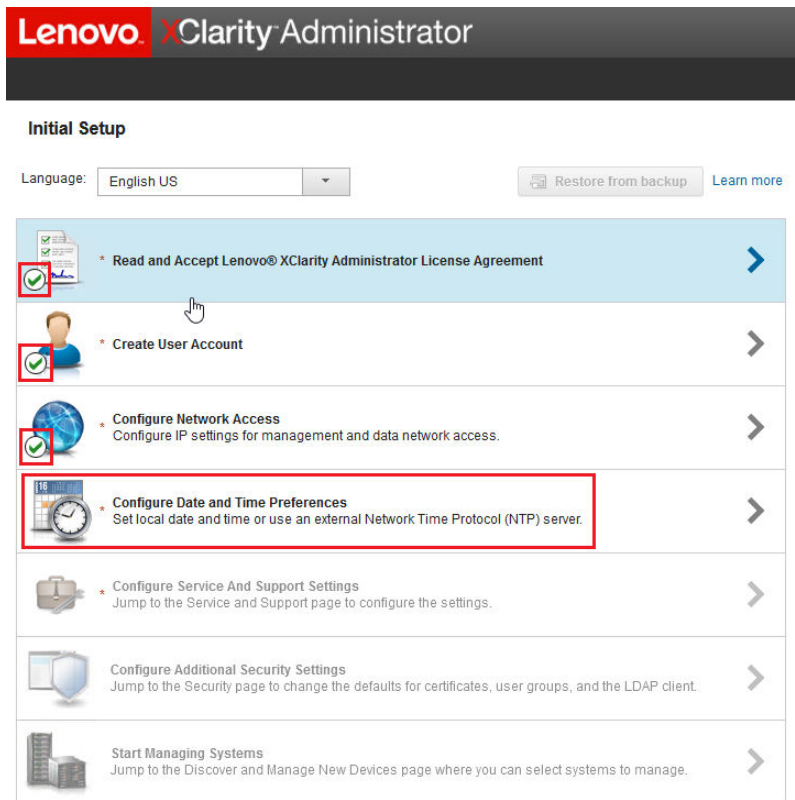 Lenovo. XClarity Administrator
Initial Setup
Language: English US Restore from backup Learn more
* Read and Accept Lenovo® XClarity Administrator License Agreement
* Create User Account
* Configure Network Access
Configure IP settings for management and data network access.
16
* Configure Date and Time Preferences
Set local date and time or use an external Network Time Protocol (NTP) server.
* Configure Service And Support Settings
Jump to the Service and Support page to configure the settings.
Configure Additional Security Settings
Jump to the Security page to change the defaults for certificates, user groups, and the LDAP client.
Start Managing Systems
Jump to the Discover and Manage New Devices page where you can select systems to manage.